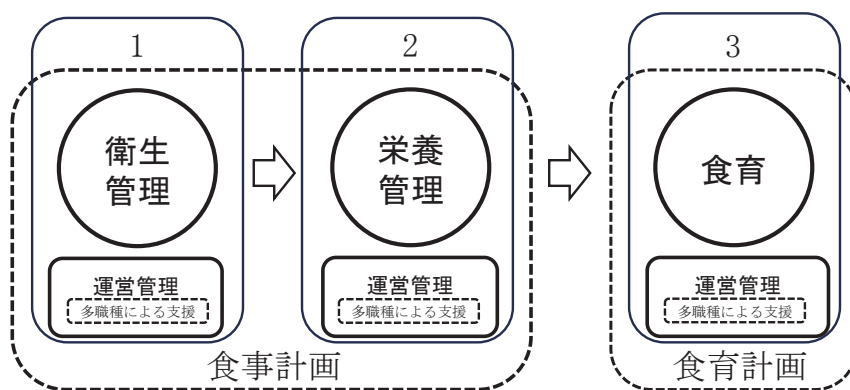 1
衛生
管理
運営管理
多職種による支援
2
栄養
管理
運営管理
多職種による支援
食事計画
3
食育
運営管理
多職種による支援
食育計画